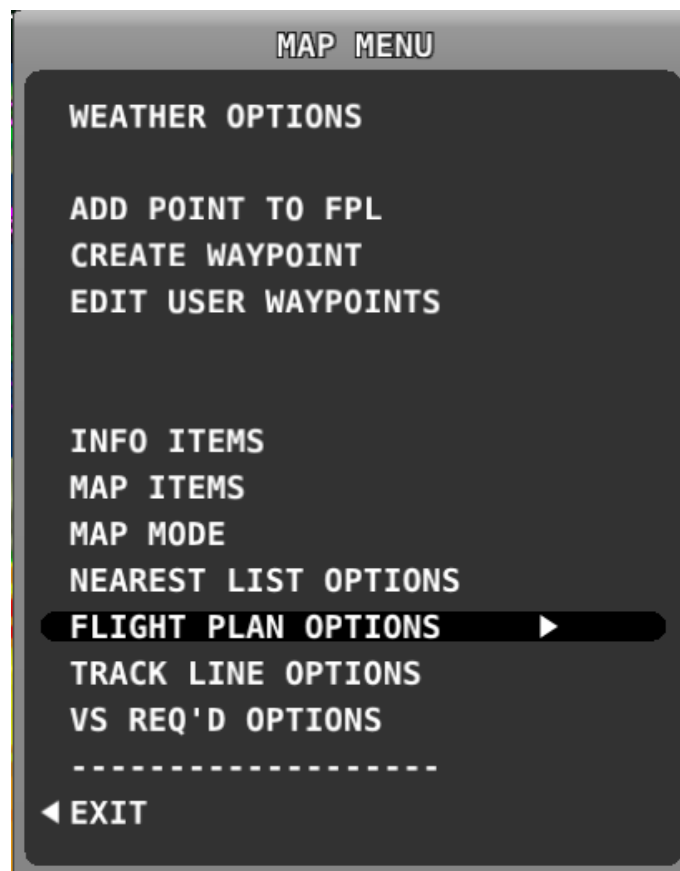 MAP MENU
WEATHER OPTIONS
ADD POINT TO FPL
CREATE WAYPOINT
EDIT USER WAYPOINTS
INFO ITEMS
MAP ITEMS
MAP MODE
NEAREST LIST OPTIONS
FLIGHT PLAN OPTIONS ▶
TRACK LINE OPTIONS
VS REQ'D OPTIONS
-------------------
◀ EXIT